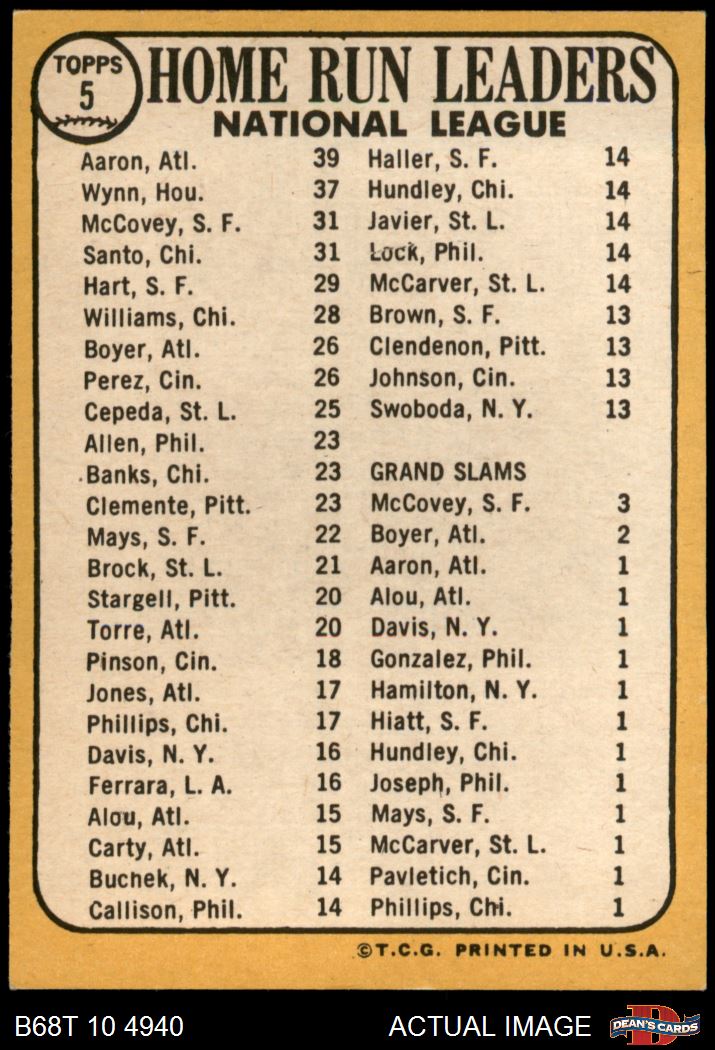 TOPPS
5
HOME RUN LEADERS
NATIONAL LEAGUE
Aaron, Atl. 39
Wynn, Hou. 37
McCovey, S. F. 31
Santo, Chi. 31
Hart, S. F. 29
Williams, Chi. 28
Boyer, Atl. 26
Perez, Cin. 26
Cepeda, St. L. 25
Allen, Phil. 23
Banks, Chi. 23
Clemente, Pitt. 23
Mays, S. F. 22
Brock, St. L. 21
Stargell, Pitt. 20
Torre, Atl. 20
Pinson, Cin. 18
Jones, Atl. 17
Phillips, Chi. 17
Davis, N. Y. 16
Ferrara, L. A. 16
Alou, Atl. 15
Carty, Atl. 15
Buchek, N. Y. 14
Callison, Phil. 14
Haller, S. F. 14
Hundley, Chi. 14
Javier, St. L. 14
Lock, Phil. 14
McCarver, St. L. 14
Brown, S. F. 13
Clendenon, Pitt. 13
Johnson, Cin. 13
Swoboda, N. Y. 13
GRAND SLAMS
McCovey, S. F. 3
Boyer, Atl. 2
Aaron, Atl. 1
Alou, Atl. 1
Davis, N. Y. 1
Gonzalez, Phil. 1
Hamilton, N. Y. 1
Hiatt, S. F. 1
Hundley, Chi. 1
Joseph, Phil. 1
Mays, S. F. 1
McCarver, St. L. 1
Pavletich, Cin. 1
Phillips, Chi. 1
©T.C.G. PRINTED IN U.S.A.
B68T 10 4940 ACTUAL IMAGE
D
DEAN'S CARDS